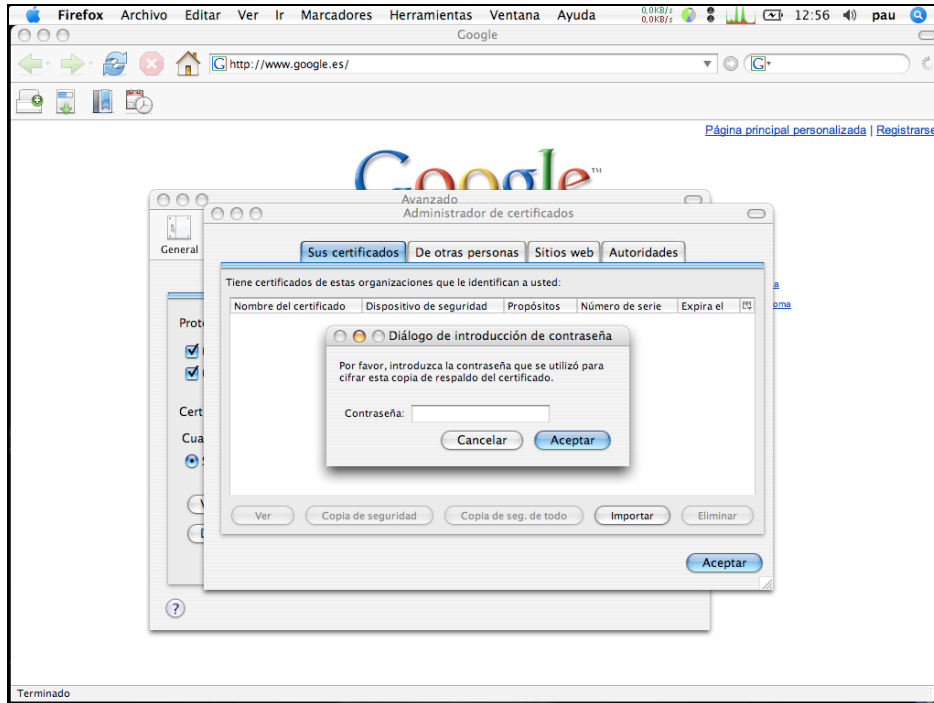 Firefox Archivo Editar Ver Ir Marcadores Herramientas Ventana Ayuda 0,0KB/s 0,0KB/s 12:56 pau
Google
G http://www.google.es/ G
Página principal personalizada | Registrarse
Google™
Avanzado
Administrador de certificados
General
Sus certificados De otras personas Sitios web Autoridades
Tiene certificados de estas organizaciones que le identifican a usted:
Nombre del certificado Dispositivo de seguridad Propósitos Número de serie Expira el
Prot
Diálogo de introducción de contraseña
Por favor, introduzca la contraseña que se utilizó para
cifrar esta copia de respaldo del certificado.
Cert
Contraseña:
Cua
Cancelar Aceptar
Ver Copia de seguridad Copia de seg. de todo Importar Eliminar
Aceptar
?
Terminado